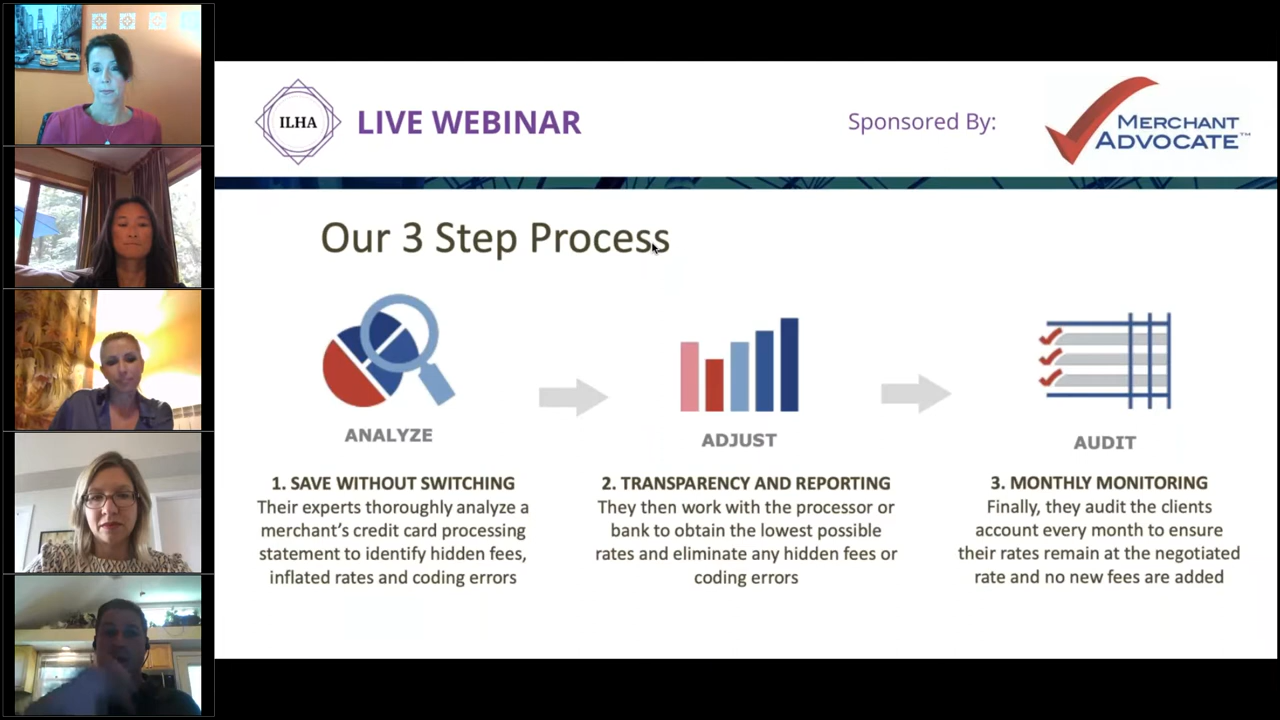 ILHA
LIVE WEBINAR
Sponsored By:
MERCHANT
ADVOCATE™
Our 3 Step Process
ANALYZE
ADJUST
AUDIT
1. SAVE WITHOUT SWITCHING
Their experts thoroughly analyze a
merchant’s credit card processing
statement to identify hidden fees,
inflated rates and coding errors
2. TRANSPARENCY AND REPORTING
They then work with the processor or
bank to obtain the lowest possible
rates and eliminate any hidden fees or
coding errors
3. MONTHLY MONITORING
Finally, they audit the clients
account every month to ensure
their rates remain at the negotiated
rate and no new fees are added